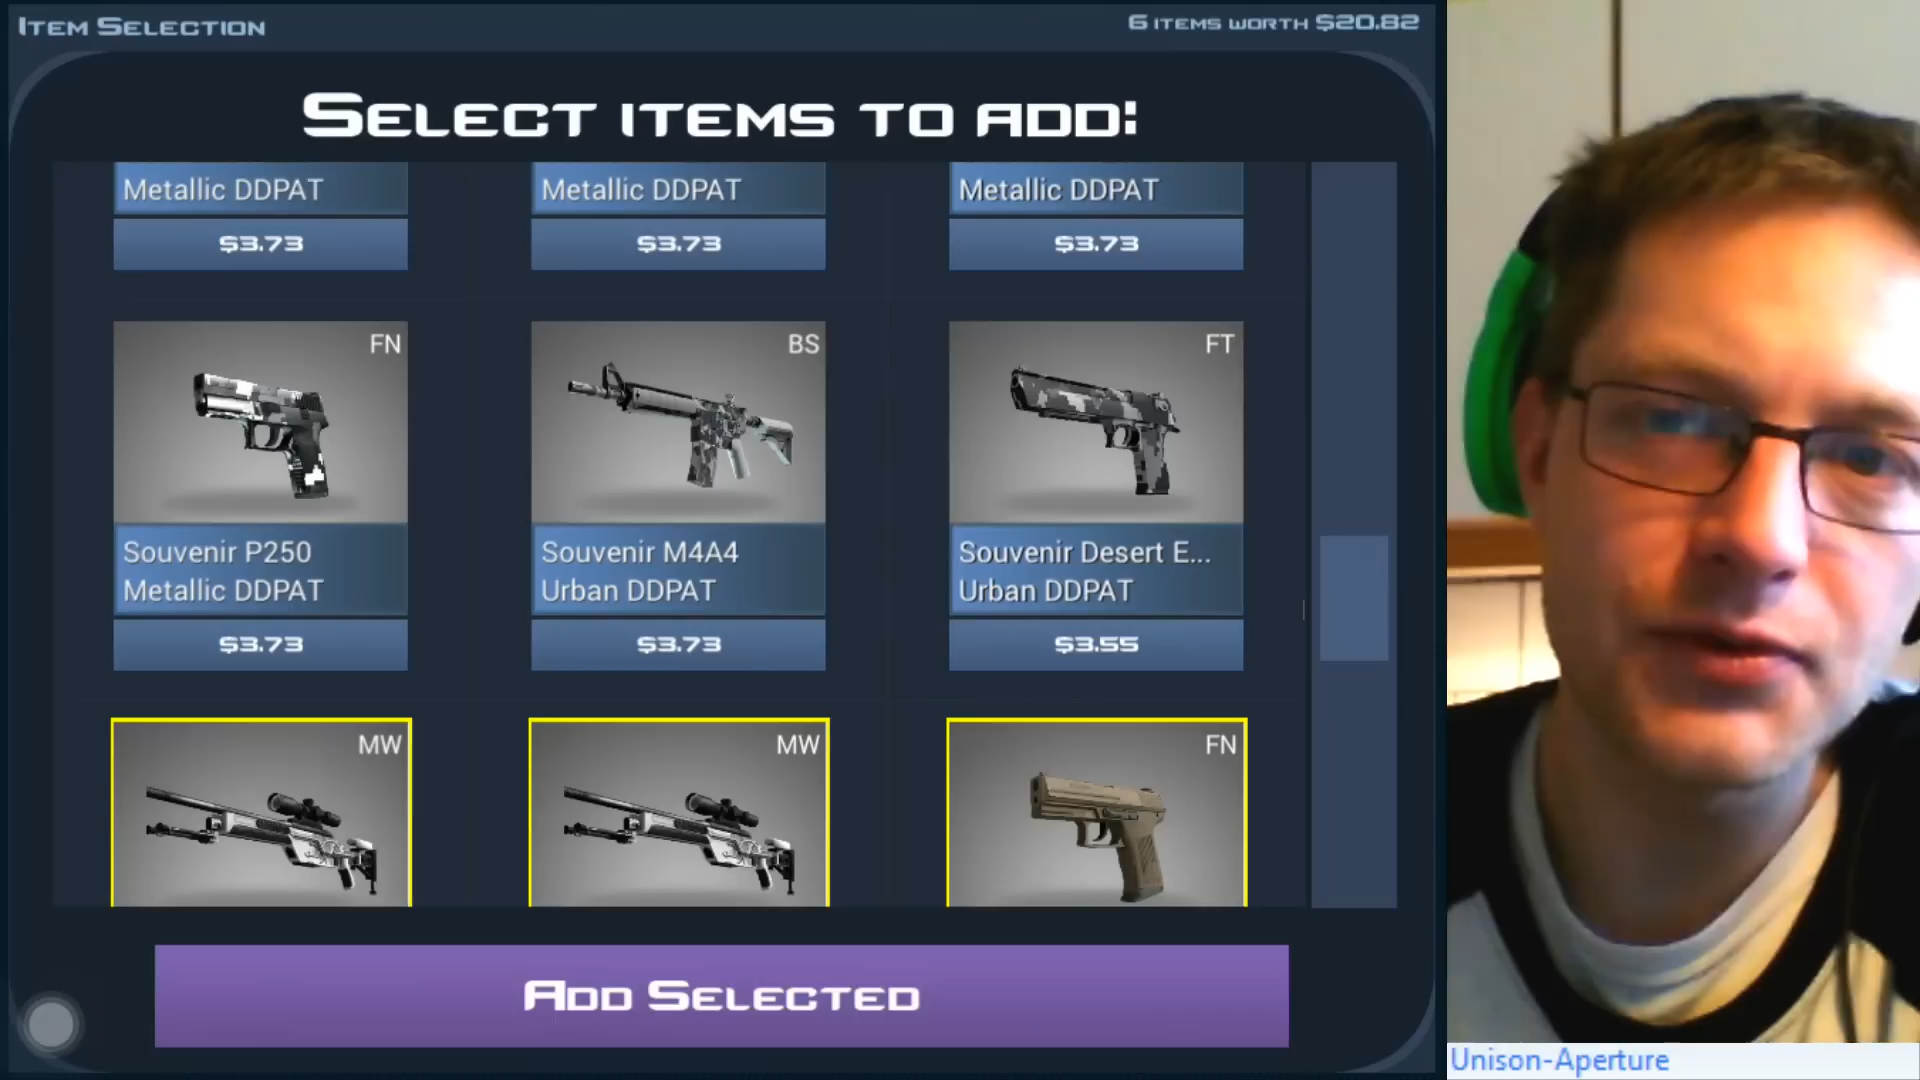 Item Selection
6 items worth $20.82
Select items to add:
Metallic DDPAT
Metallic DDPAT
Metallic DDPAT
$3.73
$3.73
$3.73
FN
BS
FT
Souvenir P250
Metallic DDPAT
Souvenir M4A4
Urban DDPAT
Souvenir Desert E...
Urban DDPAT
$3.73
$3.73
$3.55
MW
MW
FN
Add Selected
Unison-Aperture